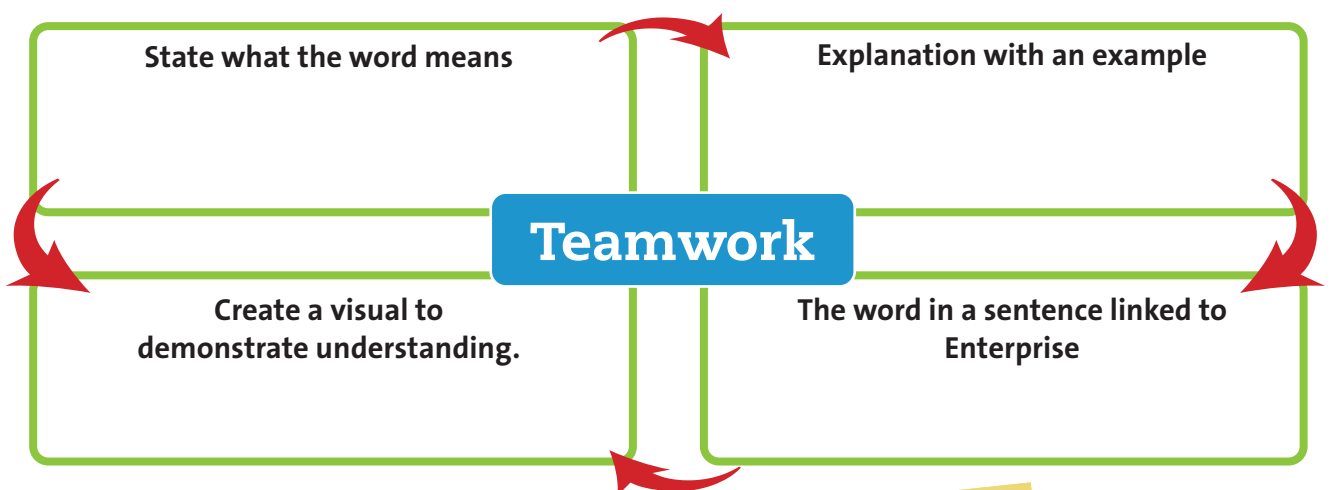 State what the word means
Explanation with an example
Teamwork
Create a visual to
demonstrate understanding.
The word in a sentence linked to
Enterprise